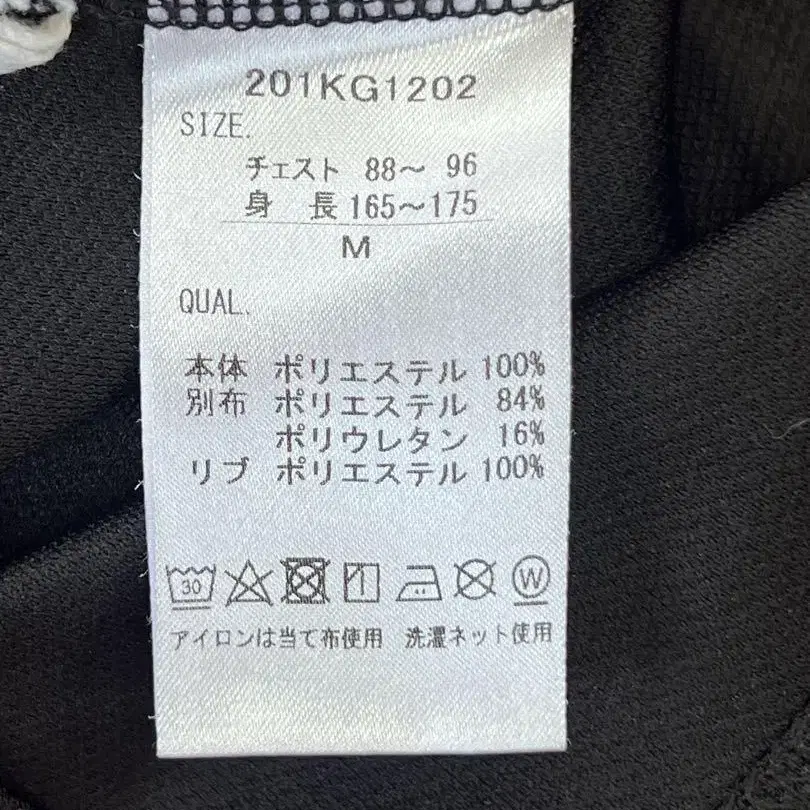 201KG1202
SIZE.
チェスト 88～ 96
身 長 165～175
M
QUAL.
本体 ポリエステル 100%
別布 ポリエステル 84%
ポリウレタン 16%
リブ ポリエステル 100%
30 W
アイロンは当て布使用 洗濯ネット使用